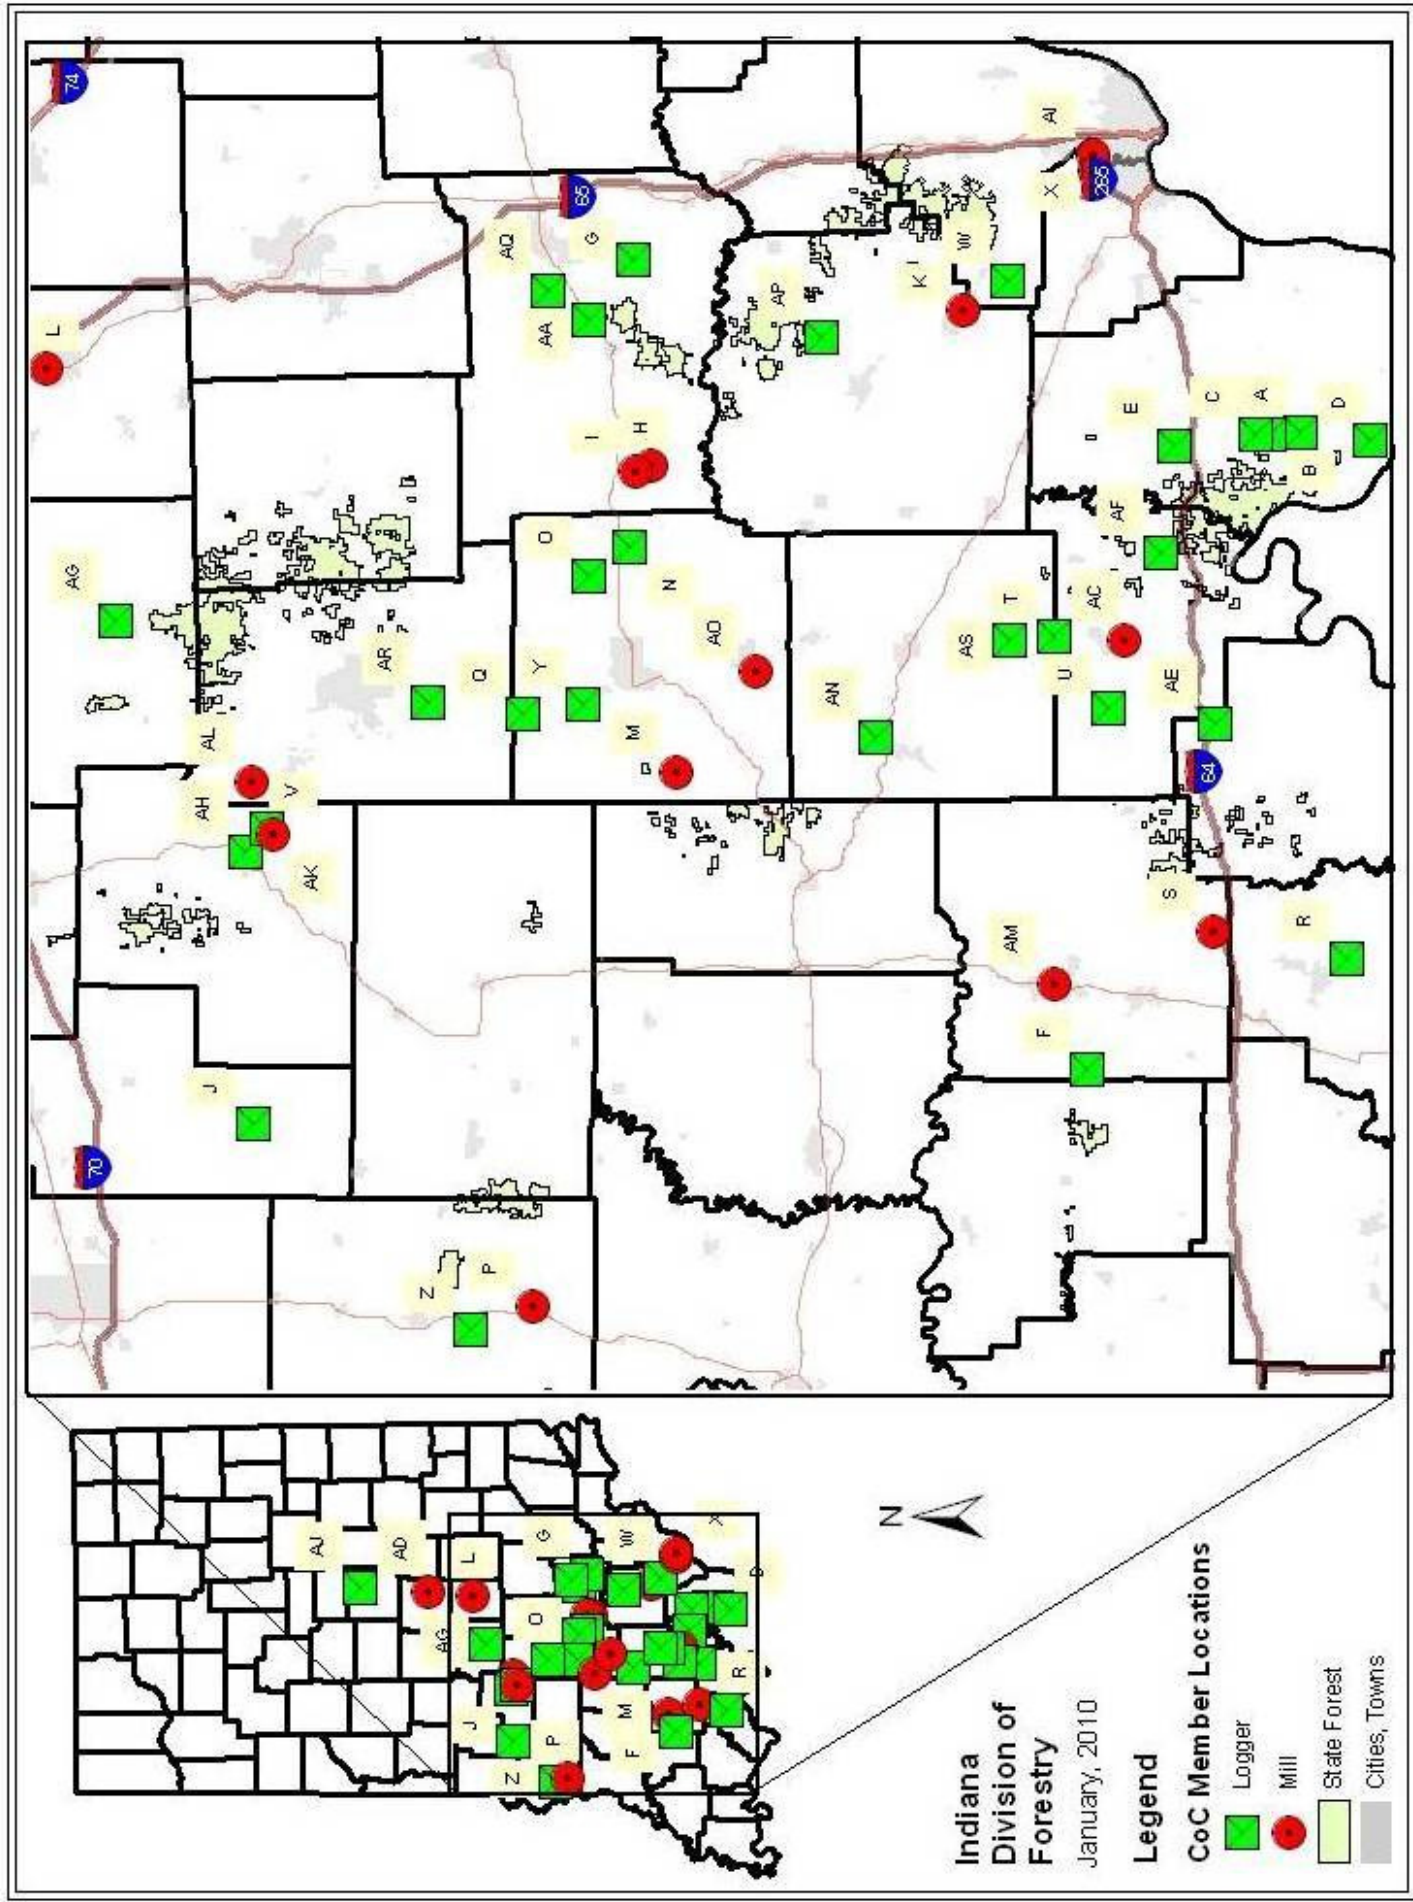 Indiana
Division of
Forestry
January, 2010
Legend
CoC Member Locations
Logger
Mill
State Forest
Cities, Towns
N
AJ
AD
L
AG
G
O
W
X
D
J
P
Z
M
F
R
74
L
AG
AL
AH
V
AK
J
70
Z
P
65
AQ
G
AA
I
H
O
N
AR
Q
Y
AO
M
AP
K
W
X
AI
265
AN
AS
T
U
AC
AE
AF
E
C
A
D
B
64
S
AM
F
R